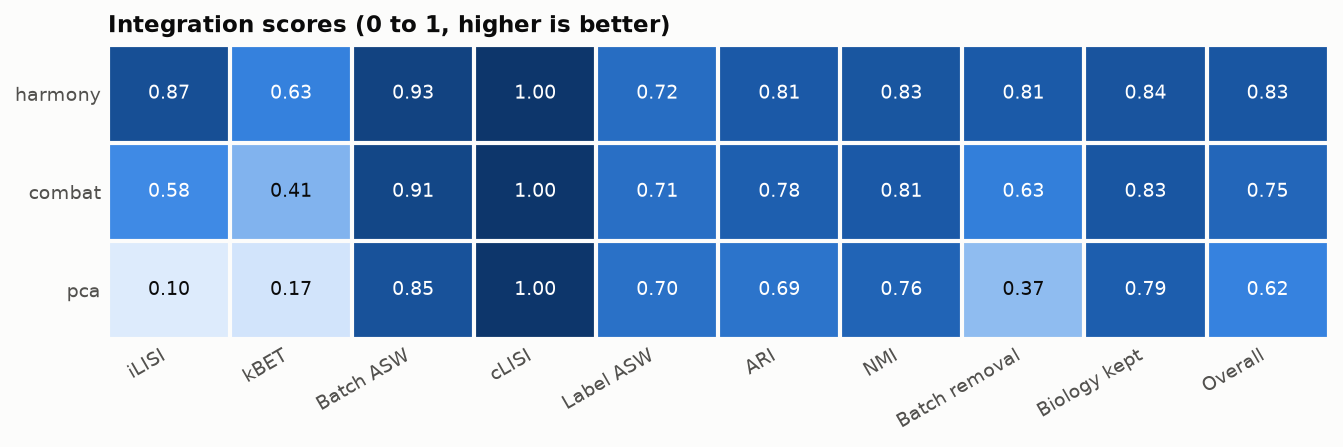 Integration scores (0 to 1, higher is better)
harmony 0.87 0.63 0.93 1.00 0.72 0.81 0.83 0.81 0.84 0.83
combat 0.58 0.41 0.91 1.00 0.71 0.78 0.81 0.63 0.83 0.75
pca 0.10 0.17 0.85 1.00 0.70 0.69 0.76 0.37 0.79 0.62
iLISI kBET Batch ASW cLISI Label ASW ARI NMI Batch removal Biology kept Overall